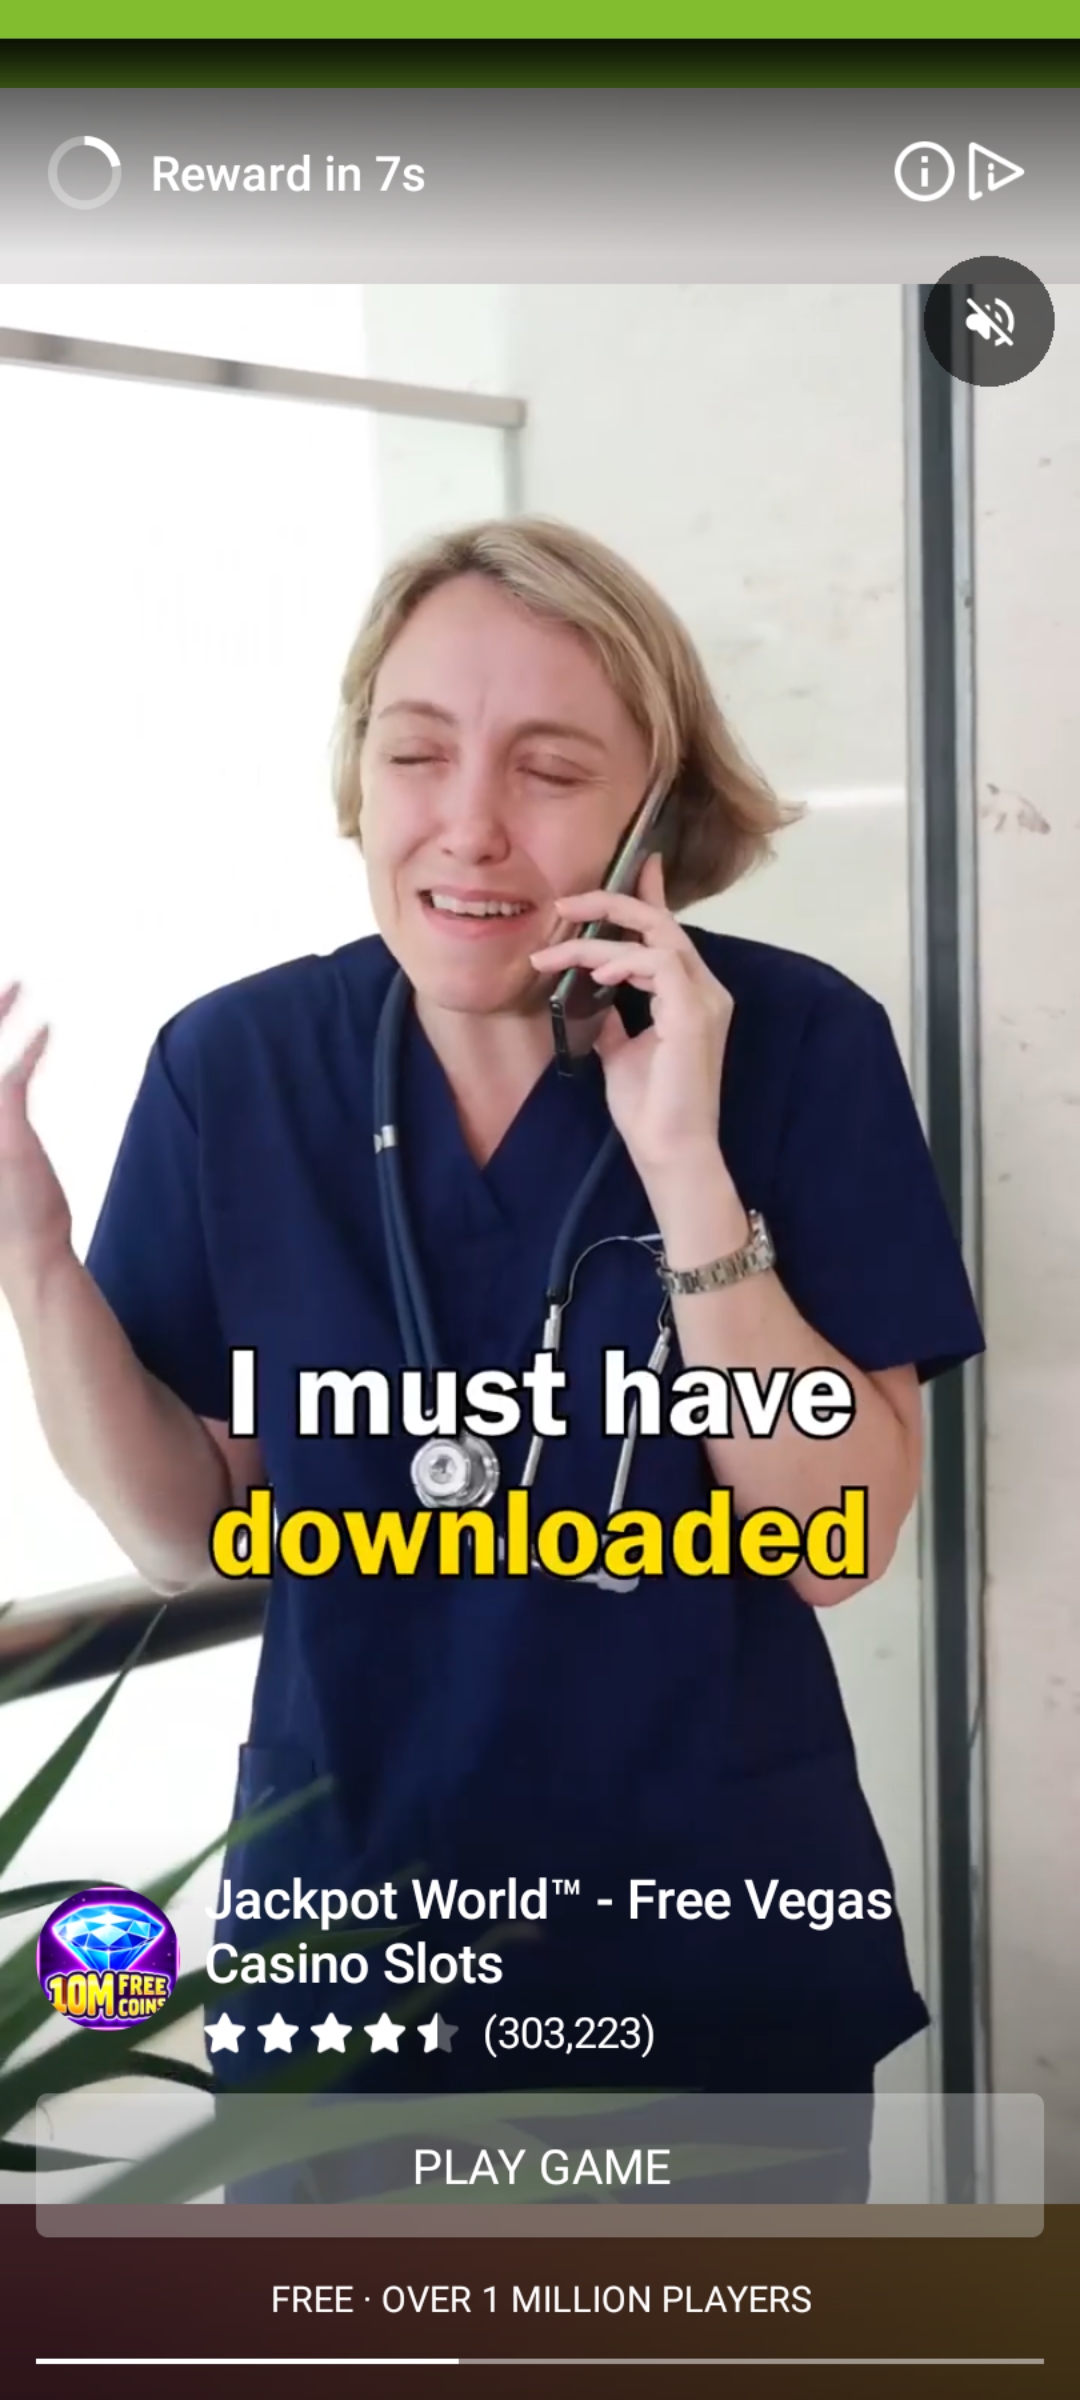 Reward in 7s
I must have
downloaded
Jackpot World™ - Free Vegas
Casino Slots
10M FREE
COINS
(303,223)
PLAY GAME
FREE · OVER 1 MILLION PLAYERS